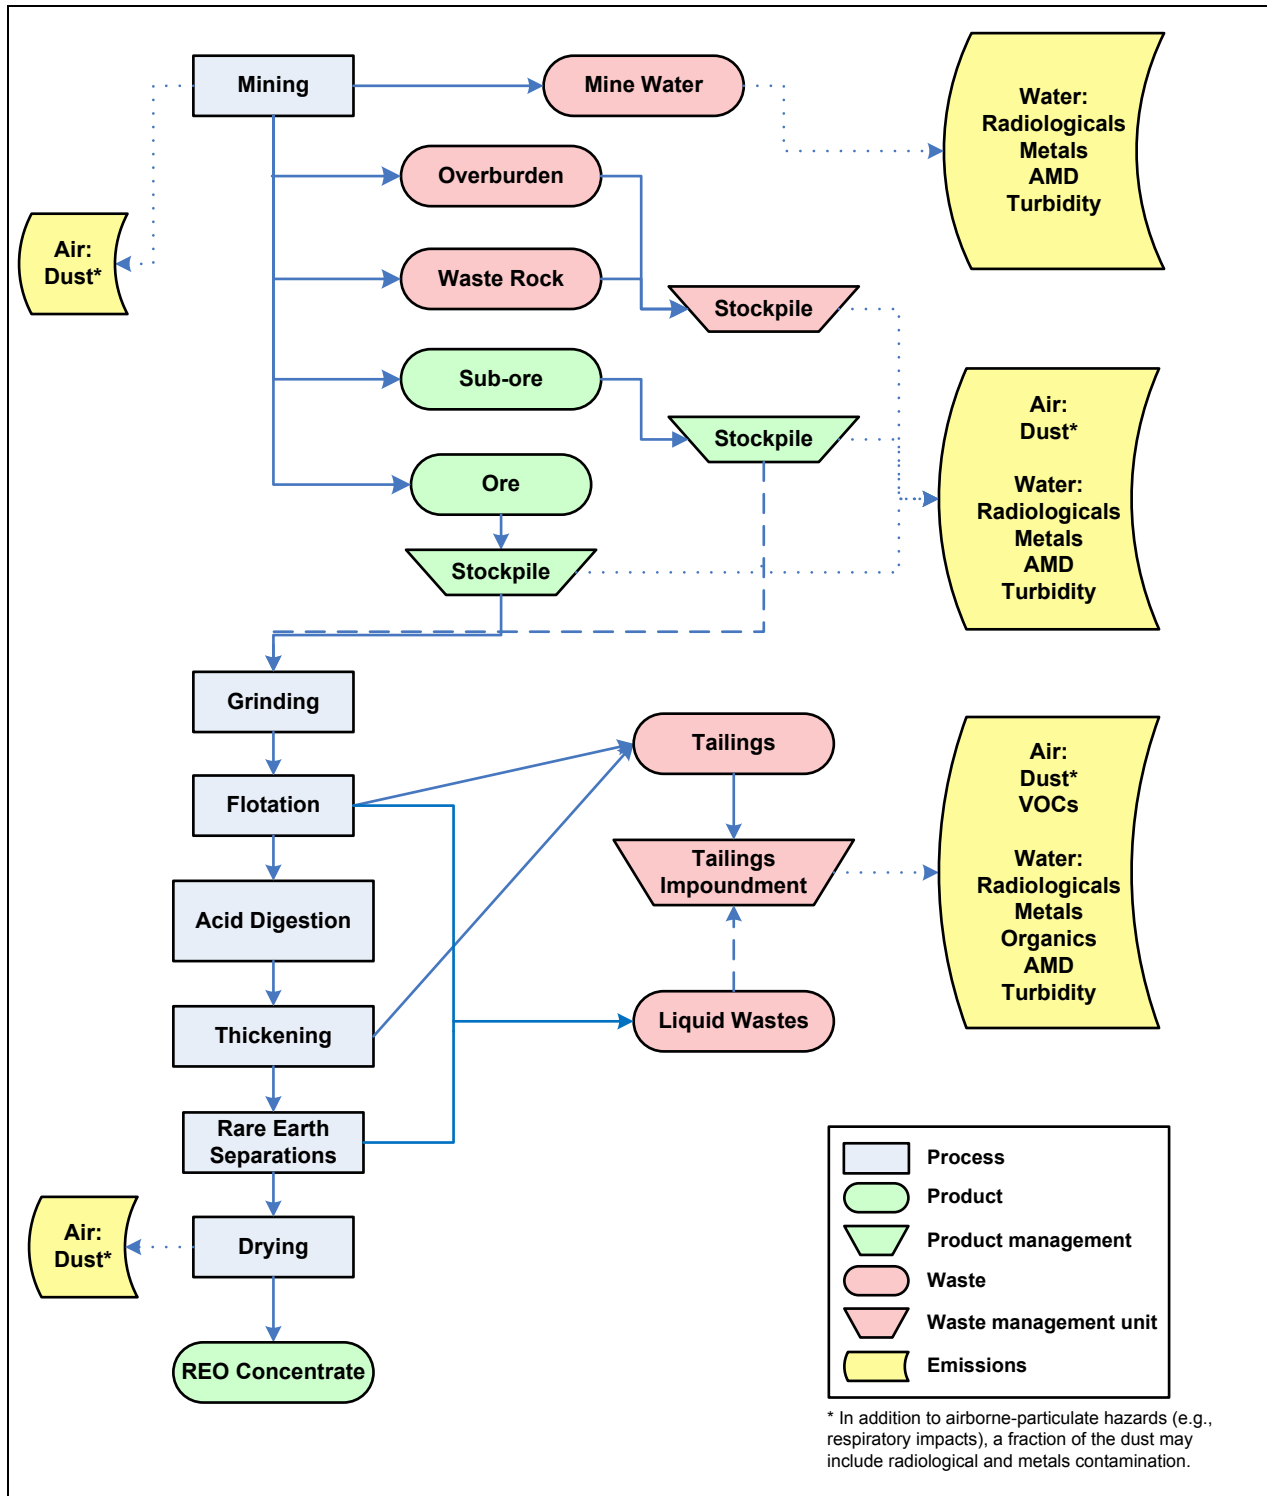 Mining
Mine Water
Water:
Radiologicals
Metals
AMD
Turbidity
Overburden
Air:
Dust*
Waste Rock
Stockpile
Sub-ore
Stockpile
Air:
Dust*
Water:
Radiologicals
Metals
AMD
Turbidity
Ore
Stockpile
Grinding
Tailings
Flotation
Air:
Dust*
VOCs
Water:
Radiologicals
Metals
Organics
AMD
Turbidity
Tailings
Impoundment
Acid Digestion
Thickening
Liquid Wastes
Rare Earth
Separations
Air:
Dust*
Drying
REO Concentrate
Process
Product
Product management
Waste
Waste management unit
Emissions
* In addition to airborne-particulate hazards (e.g.,
respiratory impacts), a fraction of the dust may
include radiological and metals contamination.